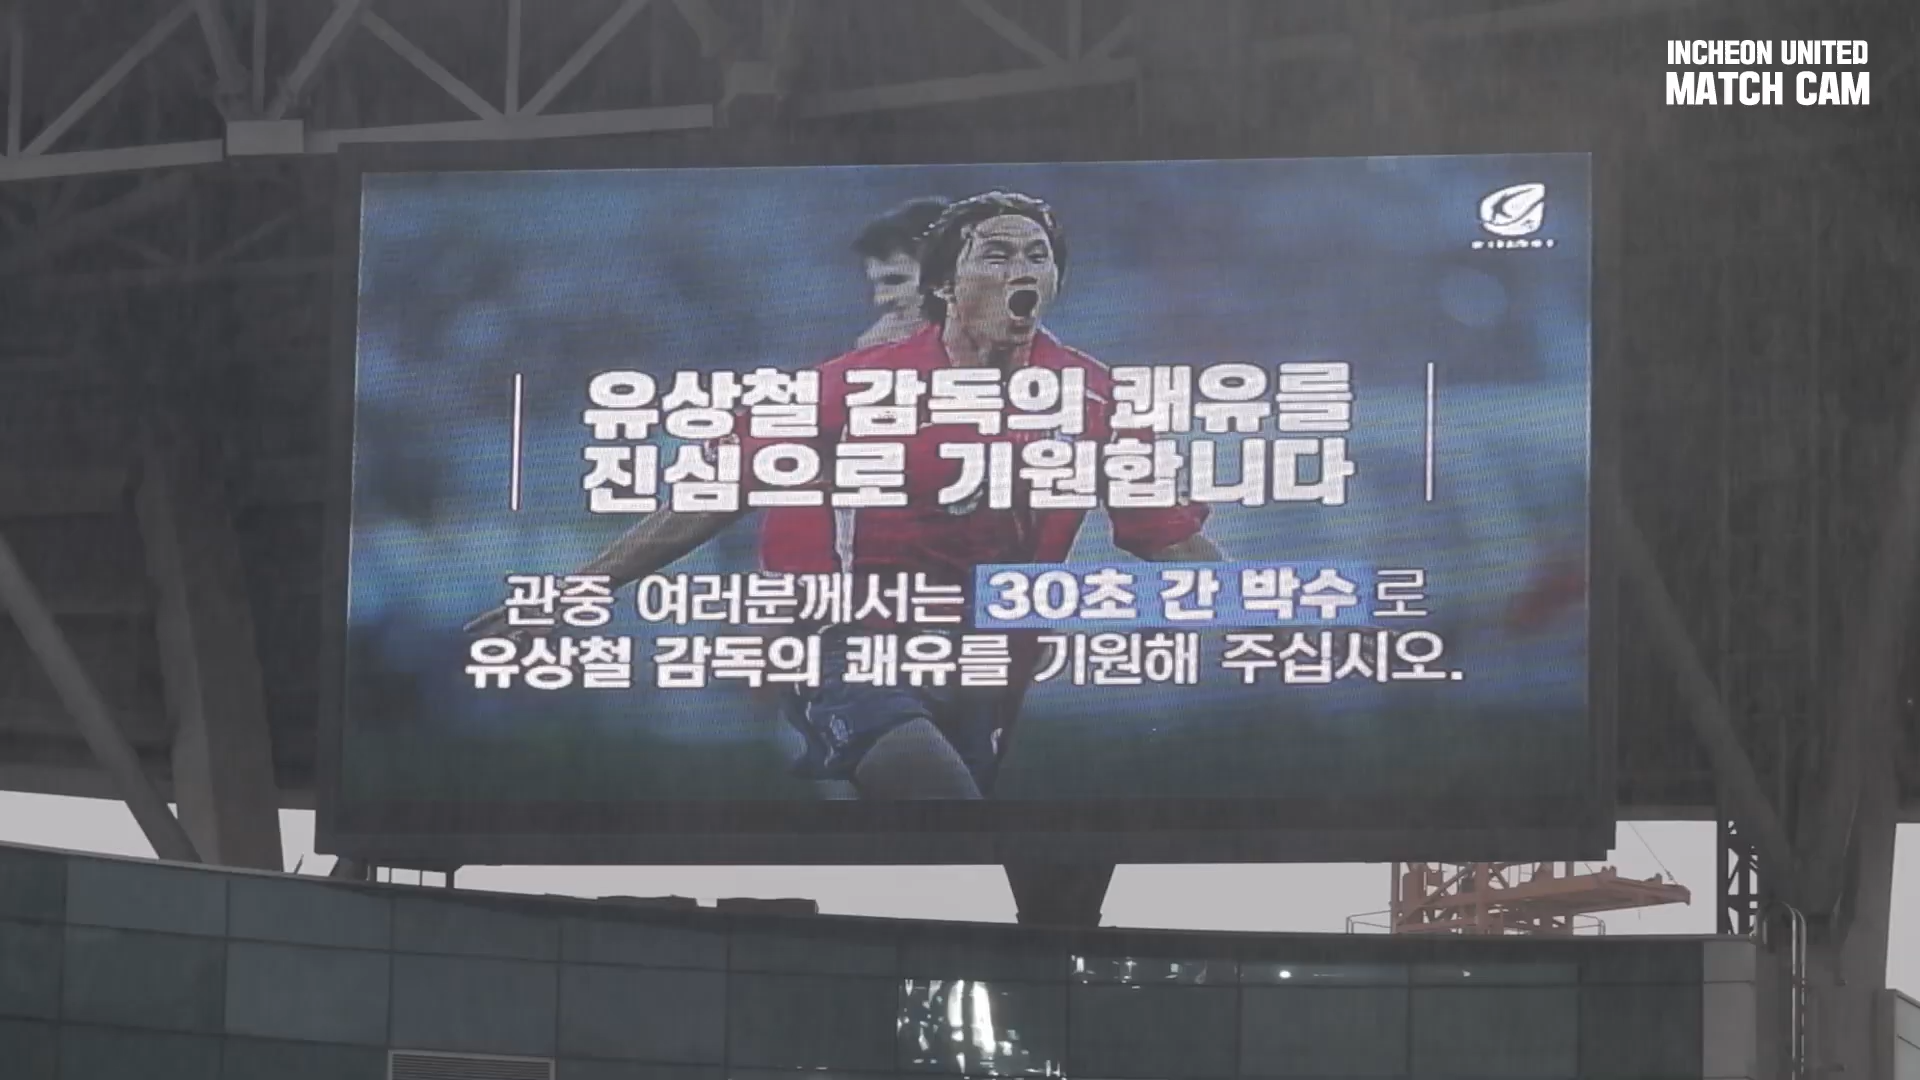 INCHEON UNITED
MATCH CAM
유상철 감독의 쾌유를
진심으로 기원합니다
관중 여러분께서는 30초 간 박수로
유상철 감독의 쾌유를 기원해 주십시오.